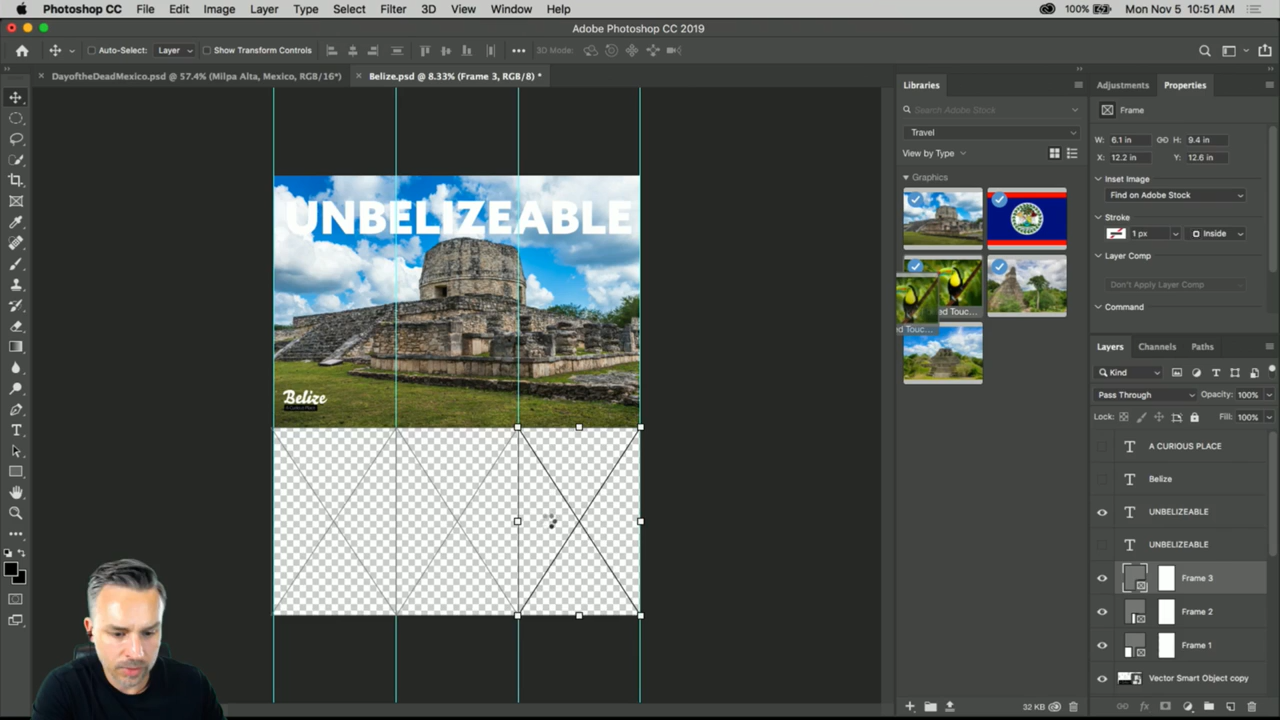 Photoshop CC File Edit Image Layer Type Select Filter 3D View Window Help 100% Mon Nov 5 10:51 AM
Adobe Photoshop CC 2019
Auto-Select: Layer Show Transform Controls 3D Mode:
DayoftheDeadMexico.psd @ 57.4% (Milpa Alta, Mexico, RGB/16*) Belize.psd @ 8.33% (Frame 3, RGB/8) *
Libraries
Search Adobe Stock
Travel
View by Type
Graphics
ed Touc...
ed Touc...
32 KB
Adjustments Properties
Frame
W: 6.1 in H: 9.4 in
X: 12.2 in Y: 12.6 in
Inset Image
Find on Adobe Stock
Stroke
1 px Inside
Layer Comp
Don't Apply Layer Comp
Command
Layers Channels Paths
Kind
Pass Through Opacity: 100%
Lock: Fill: 100%
A CURIOUS PLACE
Belize
UNBELIZEABLE
UNBELIZEABLE
Frame 3
Frame 2
Frame 1
Vector Smart Object copy
UNBELIZEABLE
Belize